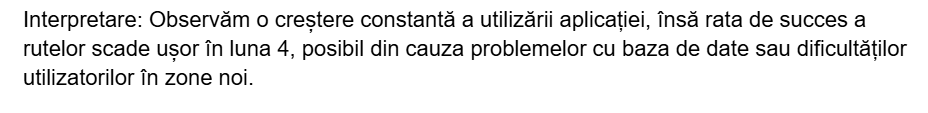 Interpretare: Observăm o creștere constantă a utilizării aplicației, însă rata de succes a
rutelor scade ușor în luna 4, posibil din cauza problemelor cu baza de date sau dificultăților
utilizatorilor în zone noi.